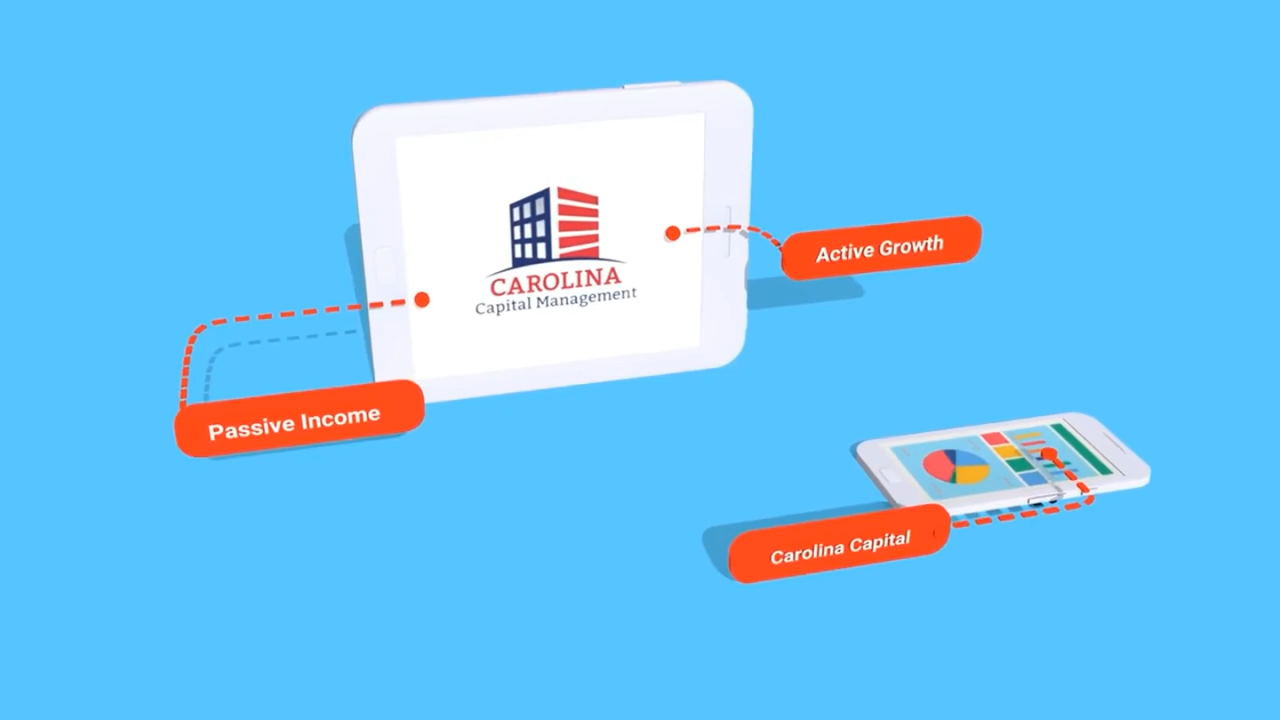 CAROLINA
Capital Management
Active Growth
Passive Income
Carolina Capital